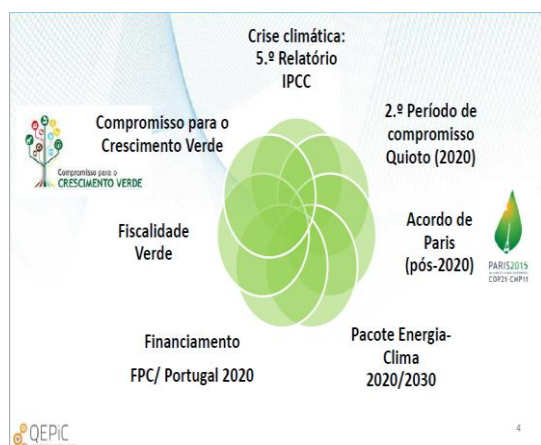 Crise climática:
5.º Relatório
IPCC
2.º Período de
compromisso
Quioto (2020)
Acordo de
Paris
(pós-2020)
PARIS2015
COP21·CMP11
Pacote Energia-
Clima
2020/2030
Financiamento
FPC/ Portugal 2020
Fiscalidade
Verde
Compromisso para o
Crescimento Verde
Compromisso para o
CRESCIMENTO VERDE
QEPiC
4